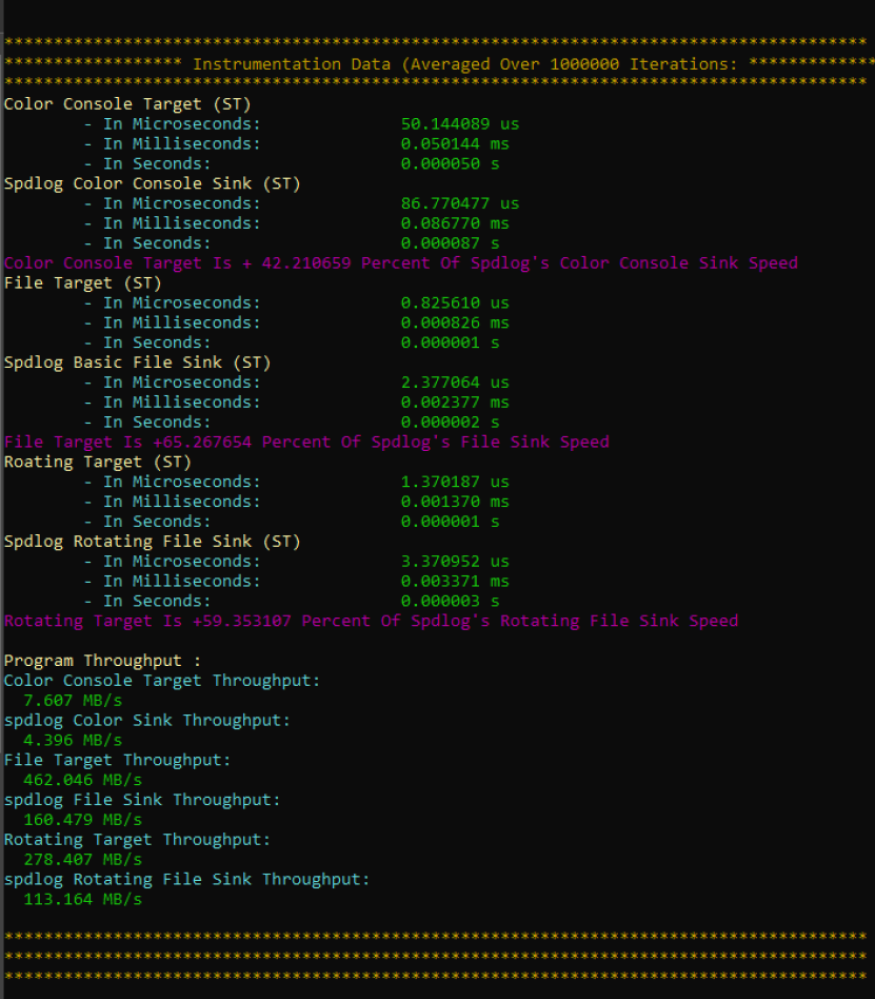 **************************************************************************************
****************** Instrumentation Data (Averaged Over 1000000 Iterations: *************
**************************************************************************************
Color Console Target (ST)
- In Microseconds: 50.144089 us
- In Milliseconds: 0.050144 ms
- In Seconds: 0.000050 s
Spdlog Color Console Sink (ST)
- In Microseconds: 86.770477 us
- In Milliseconds: 0.086770 ms
- In Seconds: 0.000087 s
Color Console Target Is + 42.210659 Percent Of Spdlog's Color Console Sink Speed
File Target (ST)
- In Microseconds: 0.825610 us
- In Milliseconds: 0.000826 ms
- In Seconds: 0.000001 s
Spdlog Basic File Sink (ST)
- In Microseconds: 2.377064 us
- In Milliseconds: 0.002377 ms
- In Seconds: 0.000002 s
File Target Is +65.267654 Percent Of Spdlog's File Sink Speed
Roating Target (ST)
- In Microseconds: 1.370187 us
- In Milliseconds: 0.001370 ms
- In Seconds: 0.000001 s
Spdlog Rotating File Sink (ST)
- In Microseconds: 3.370952 us
- In Milliseconds: 0.003371 ms
- In Seconds: 0.000003 s
Rotating Target Is +59.353107 Percent Of Spdlog's Rotating File Sink Speed
Program Throughput :
Color Console Target Throughput:
7.607 MB/s
spdlog Color Sink Throughput:
4.396 MB/s
File Target Throughput:
462.046 MB/s
spdlog File Sink Throughput:
160.479 MB/s
Rotating Target Throughput:
278.407 MB/s
spdlog Rotating File Sink Throughput:
113.164 MB/s
**************************************************************************************
**************************************************************************************
**************************************************************************************